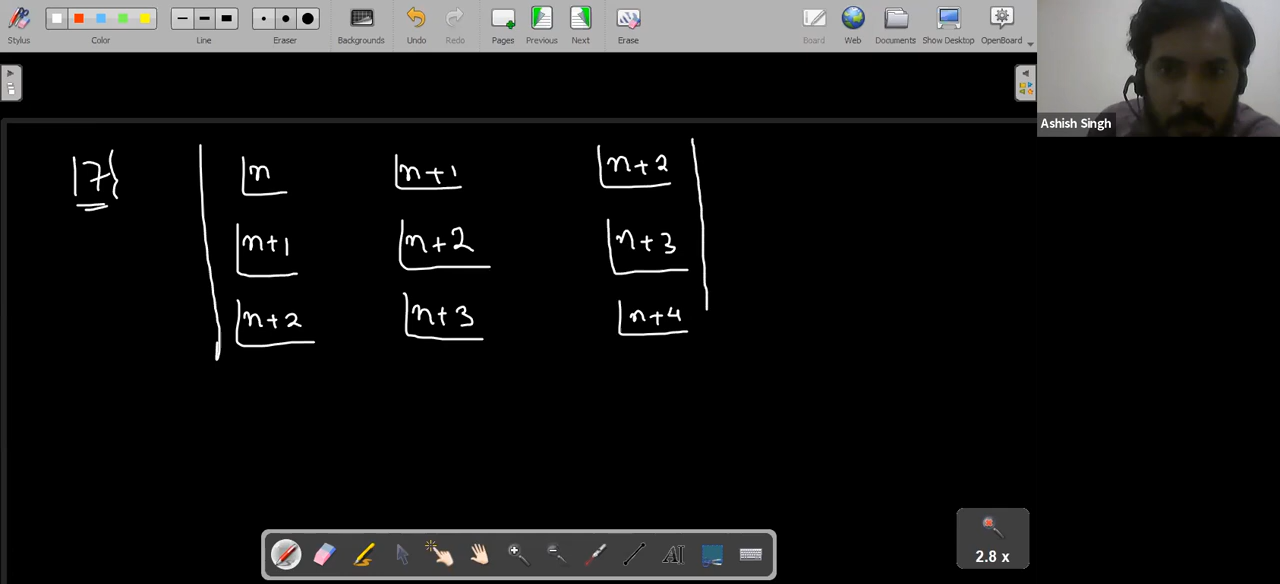 Stylus Color Line Eraser Backgrounds Undo Redo Pages Previous Next Erase Board Web Documents Show Desktop OpenBoard
Ashish Singh
17} |n |n+1 |n+2
|n+1 |n+2 |n+3
|n+2 |n+3 |n+4
AI
2.8 x